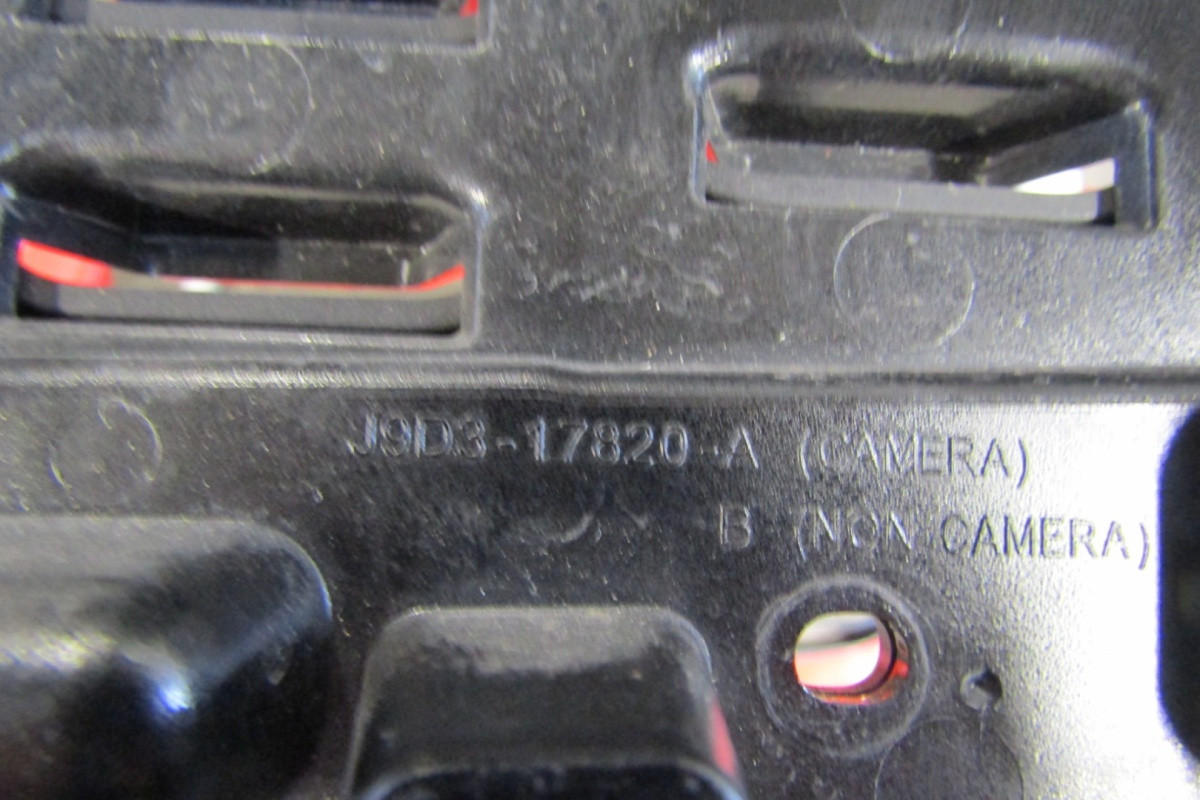 J9D3-17820-A (CAMERA)
B (NON CAMERA)